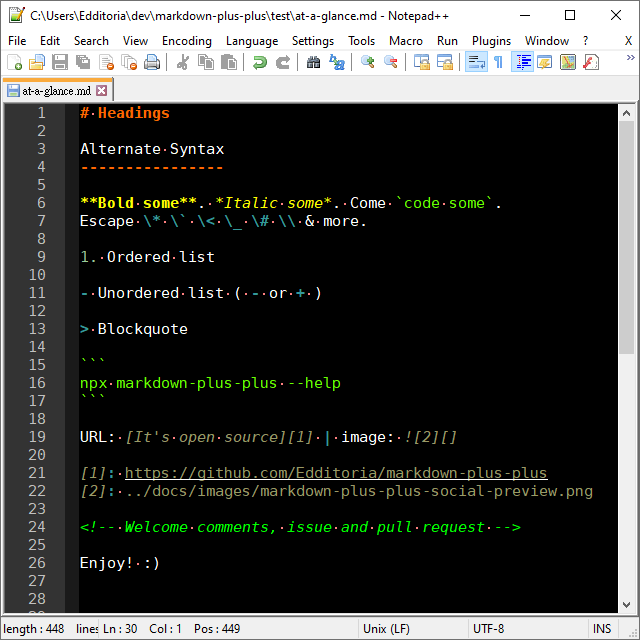 C:\Users\Edditoria\dev\markdown-plus-plus\test\at-a-glance.md - Notepad++
File Edit Search View Encoding Language Settings Tools Macro Run Plugins Window ? X
at-a-glance.md
1 # Headings
2
3 Alternate Syntax
4 ----------------
5
6 **Bold some**. *Italic some*. Come `code some`.
7 Escape \* \` \< \_ \# \\ & more.
8
9 1. Ordered list
10
11 - Unordered list ( - or + )
12
13 > Blockquote
14
15 ```
16 npx markdown-plus-plus --help
17 ```
18
19 URL: [It's open source][1] | image: ![2][]
20
21 [1]: https://github.com/Edditoria/markdown-plus-plus
22 [2]: ../docs/images/markdown-plus-plus-social-preview.png
23
24 <!-- Welcome comments, issue and pull request -->
25
26 Enjoy! :)
27
28
length : 448 lines Ln : 30 Col : 1 Pos : 449 Unix (LF) UTF-8 INS